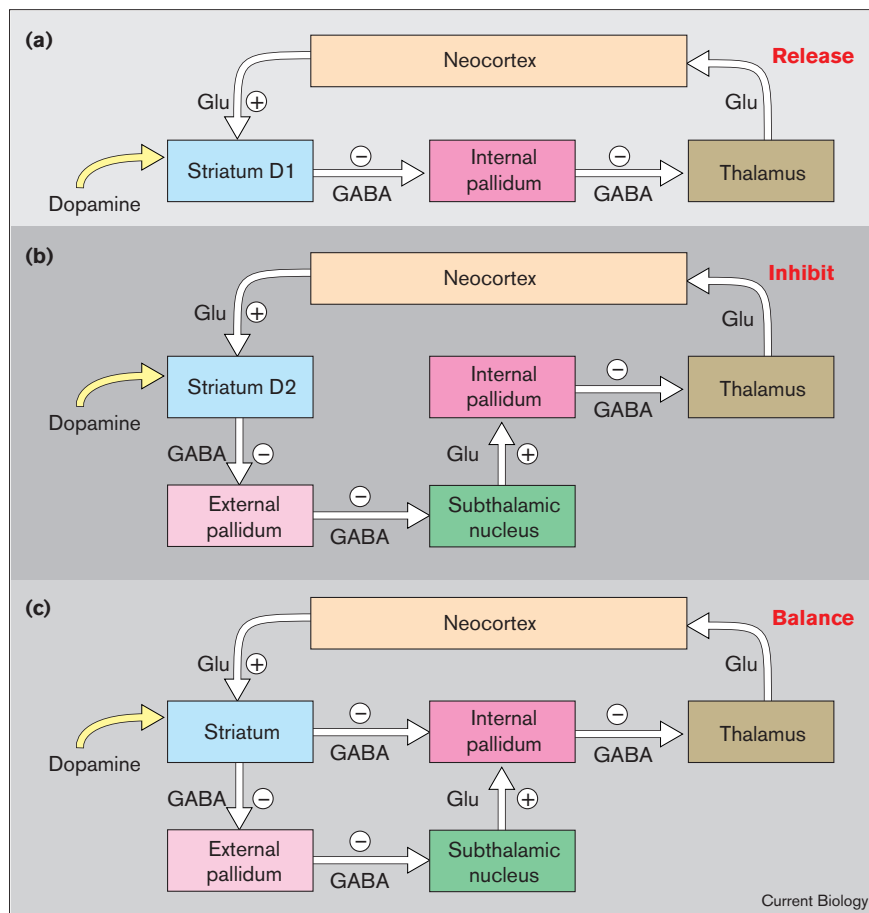 (a)
Neocortex
Release
Glu
+
Glu
Striatum D1
−
GABA
Internal
pallidum
−
GABA
Thalamus
Dopamine
(b)
Neocortex
Inhibit
Glu
+
Glu
Striatum D2
Internal
pallidum
−
GABA
Thalamus
Dopamine
GABA
−
Glu
+
External
pallidum
−
GABA
Subthalamic
nucleus
(c)
Neocortex
Balance
Glu
+
Glu
Striatum
−
GABA
Internal
pallidum
−
GABA
Thalamus
Dopamine
GABA
−
Glu
+
External
pallidum
−
GABA
Subthalamic
nucleus
Current Biology